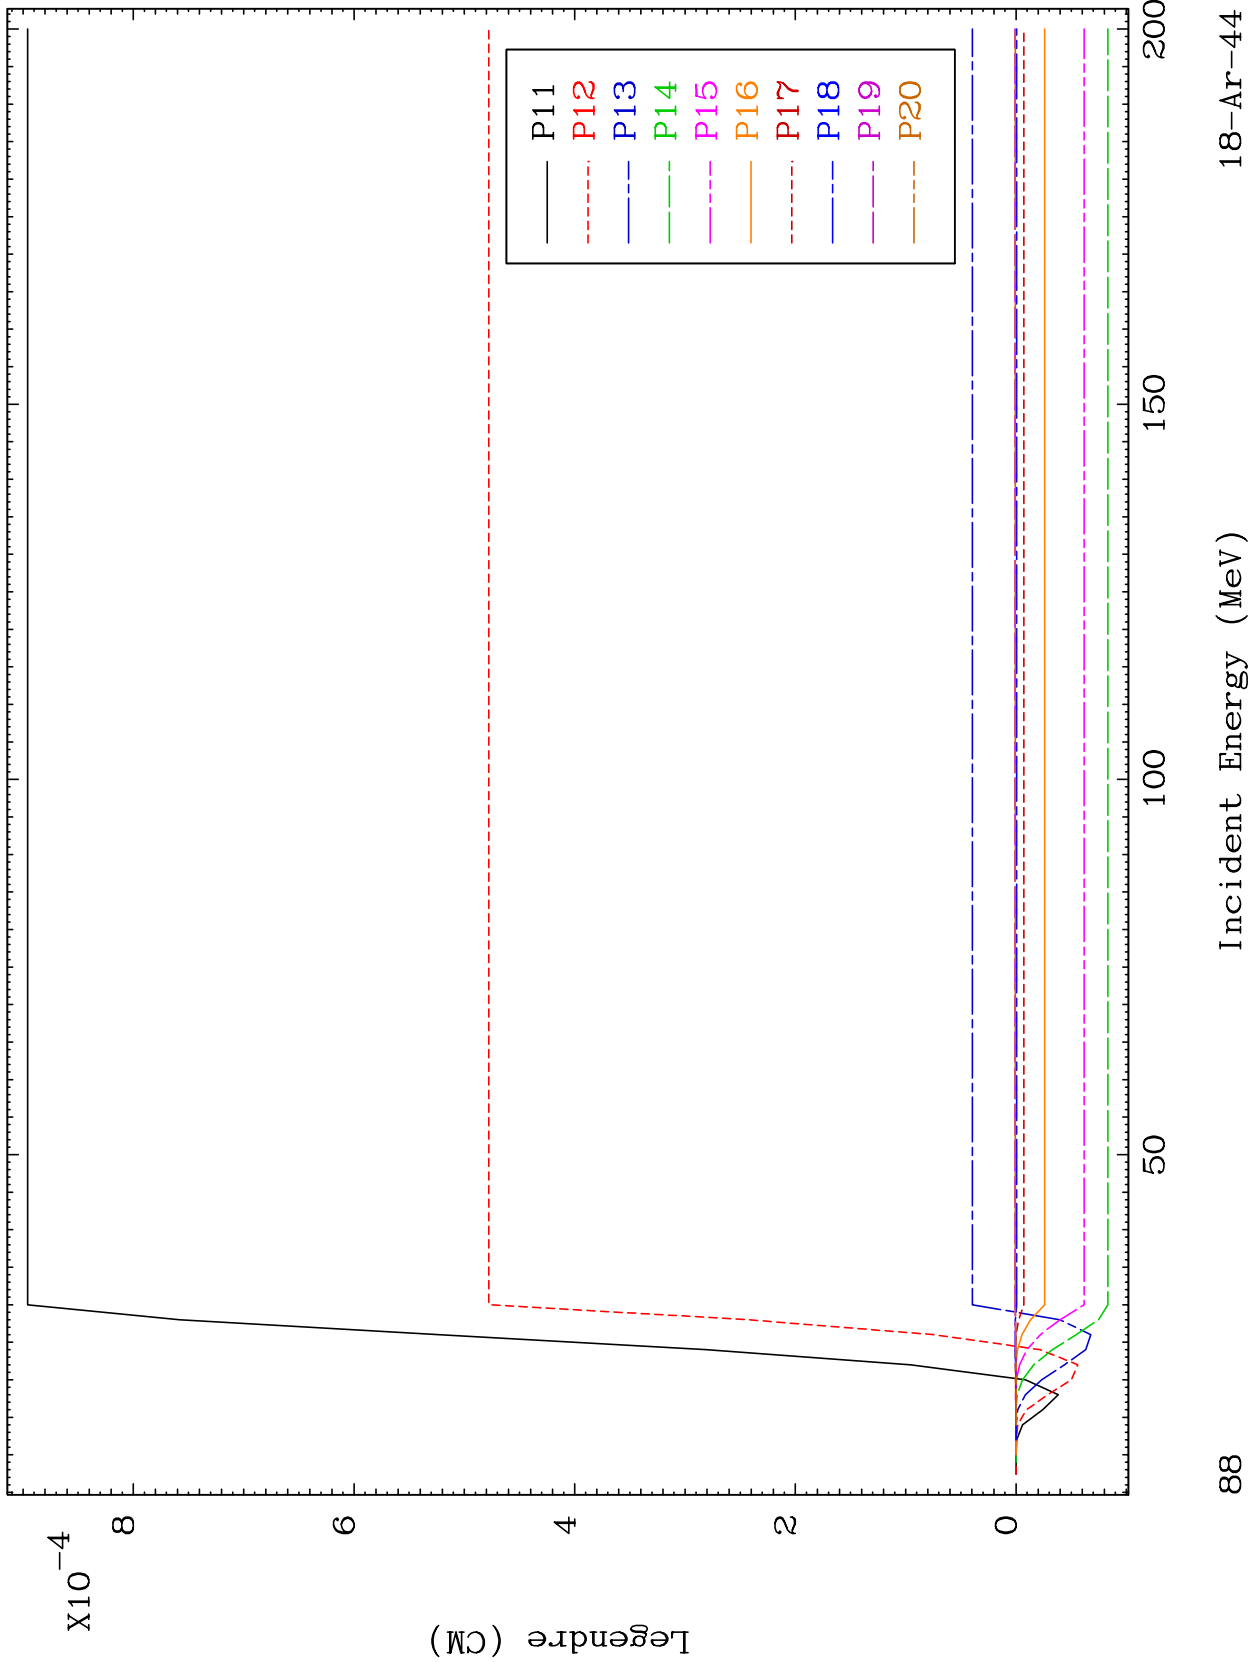 X10−4
Legendre (CM)
8
6
4
2
0
P11
P12
P13
P14
P15
P16
P17
P18
P19
P20
50
100
150
200
Incident Energy (MeV)
88
18−Ar−44